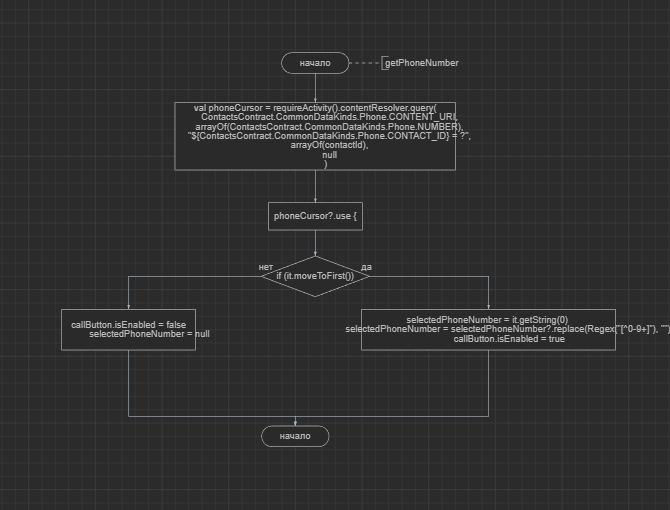 начало
getPhoneNumber
val phoneCursor = requireActivity().contentResolver.query(
ContactsContract.CommonDataKinds.Phone.CONTENT_URI,
arrayOf(ContactsContract.CommonDataKinds.Phone.NUMBER),
"${ContactsContract.CommonDataKinds.Phone.CONTACT_ID} = ?",
arrayOf(contactId),
null
)
phoneCursor?.use {
нет
if (it.moveToFirst())
да
callButton.isEnabled = false
selectedPhoneNumber = null
selectedPhoneNumber = it.getString(0)
selectedPhoneNumber = selectedPhoneNumber?.replace(Regex("[^0-9+]"), "")
callButton.isEnabled = true
начало